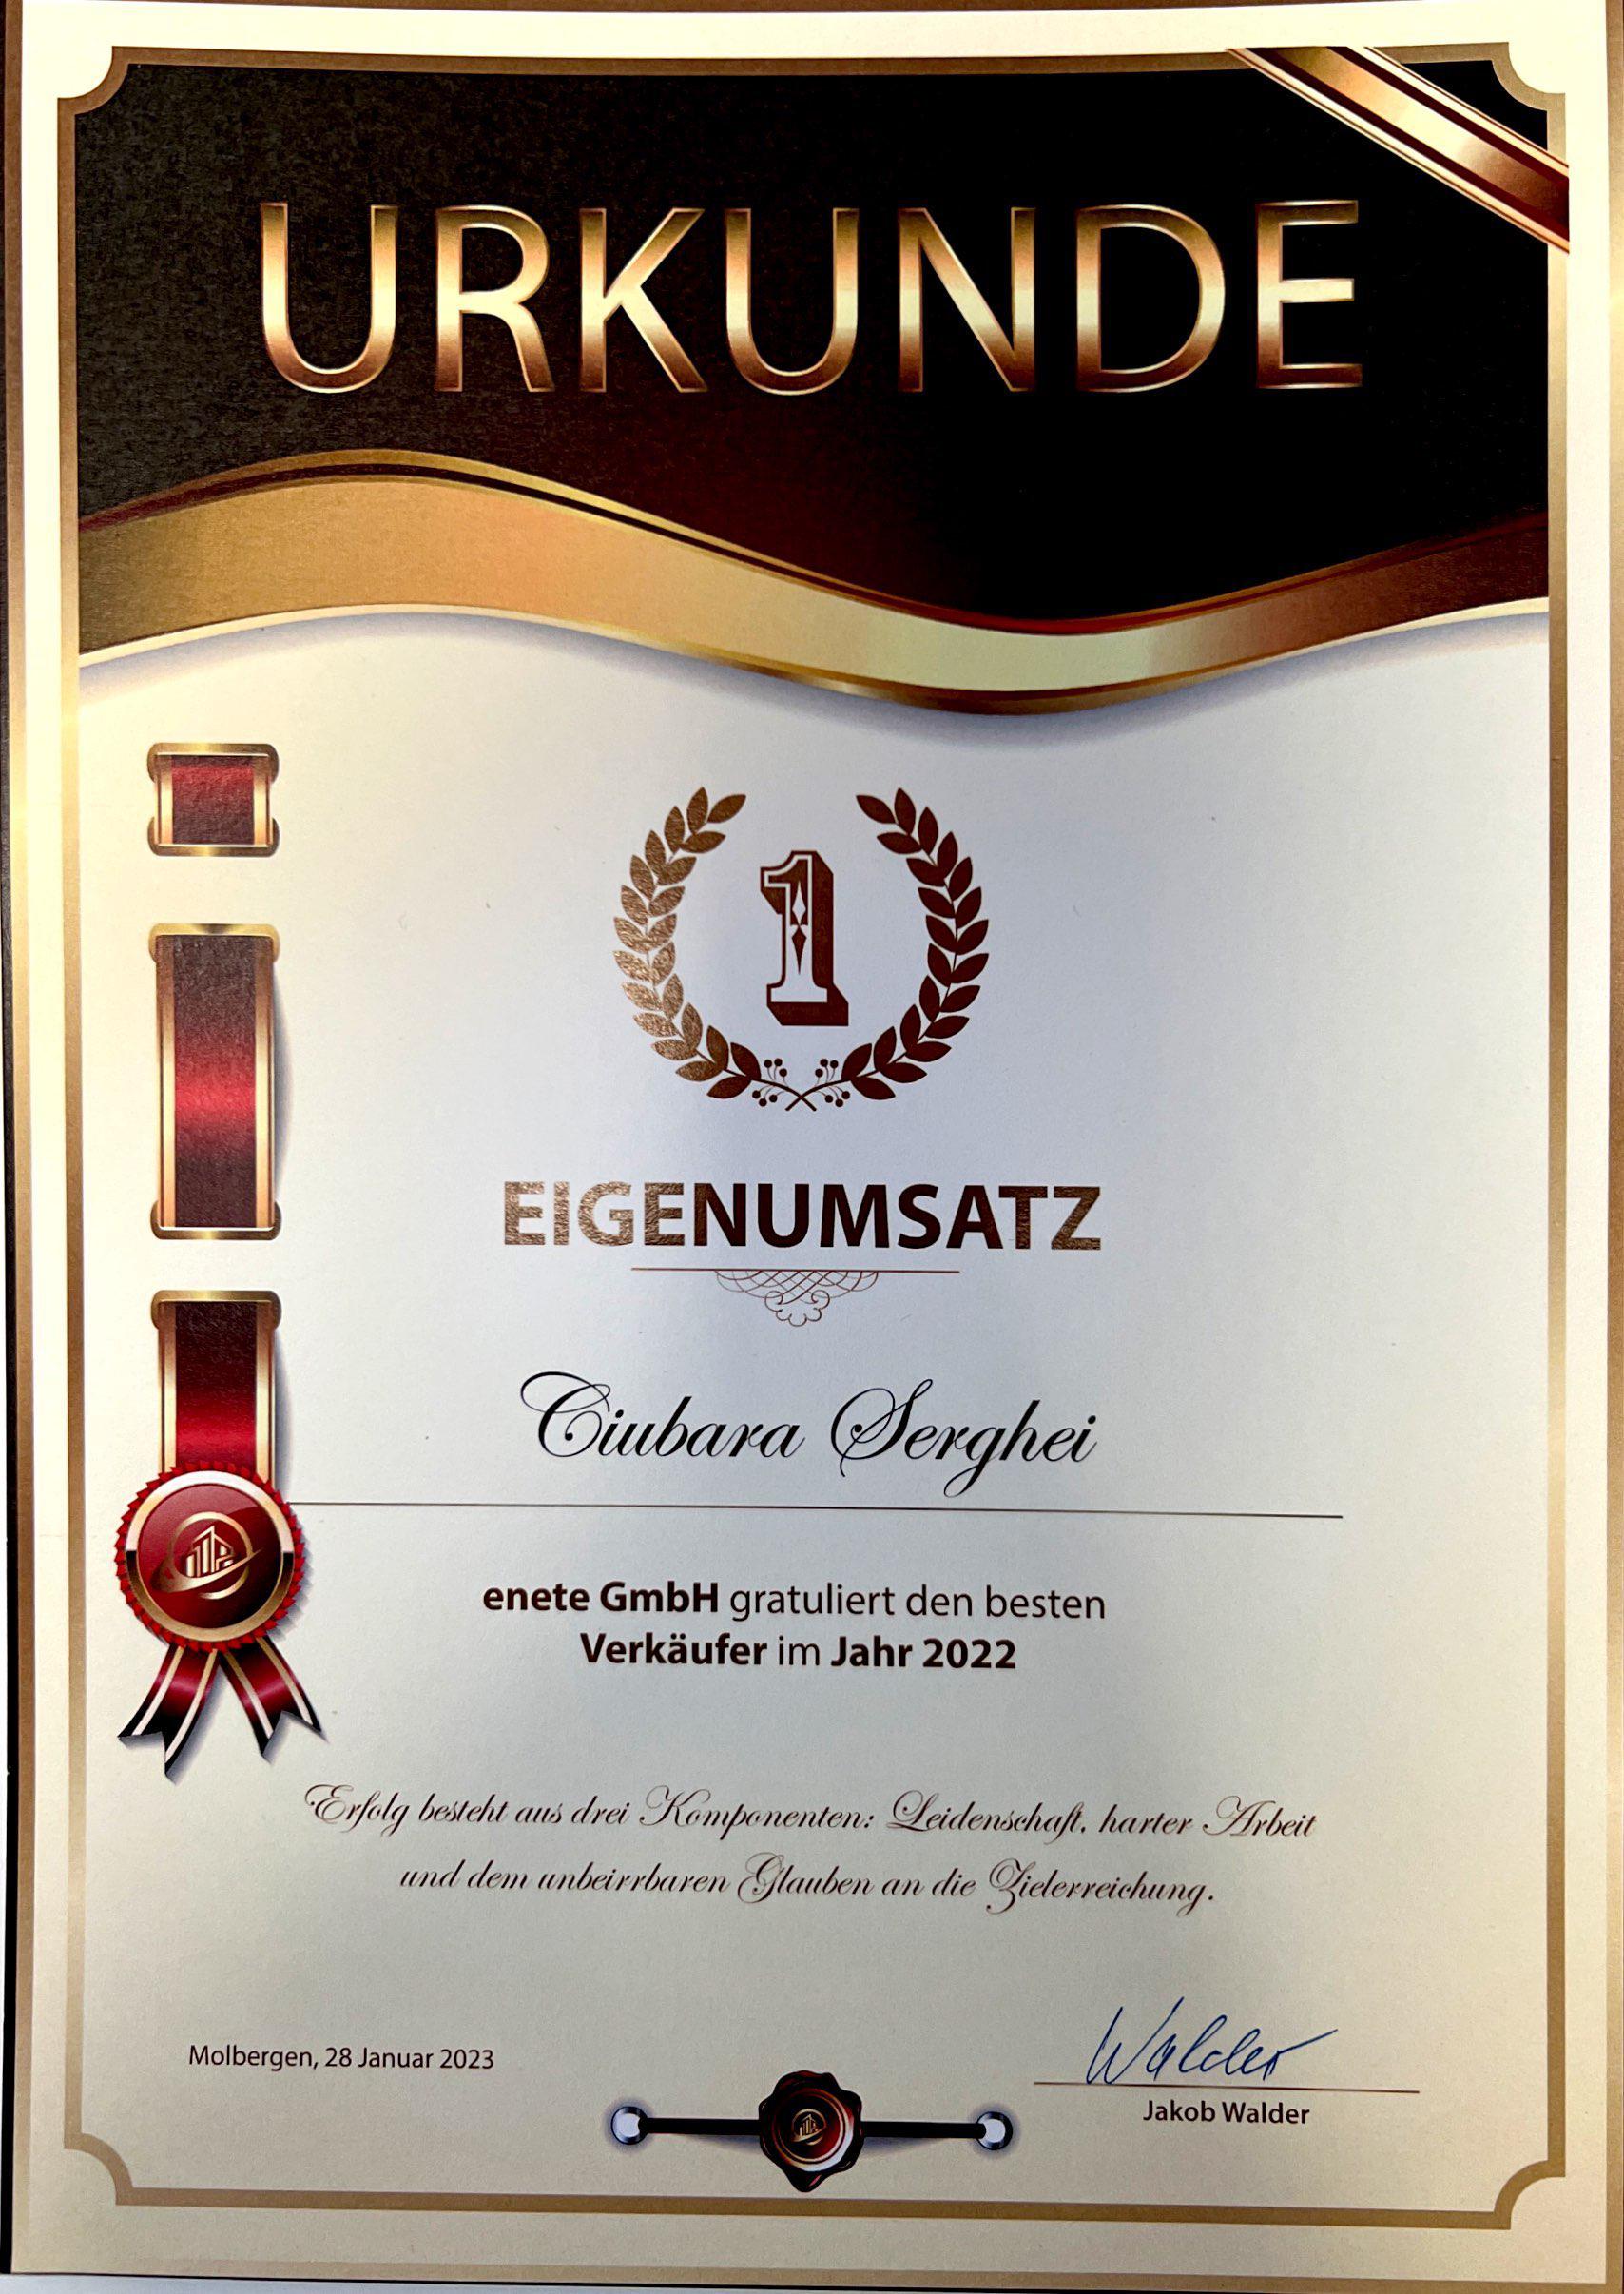 URKUNDE
1
EIGENUMSATZ
Ciubara Serghei
enete GmbH gratuliert den besten
Verkäufer im Jahr 2022
Erfolg besteht aus drei Komponenten: Leidenschaft, harter Arbeit
und dem unbeirrbaren Glauben an die Zielerreichung.
Molbergen, 28 Januar 2023
Walder
Jakob Walder